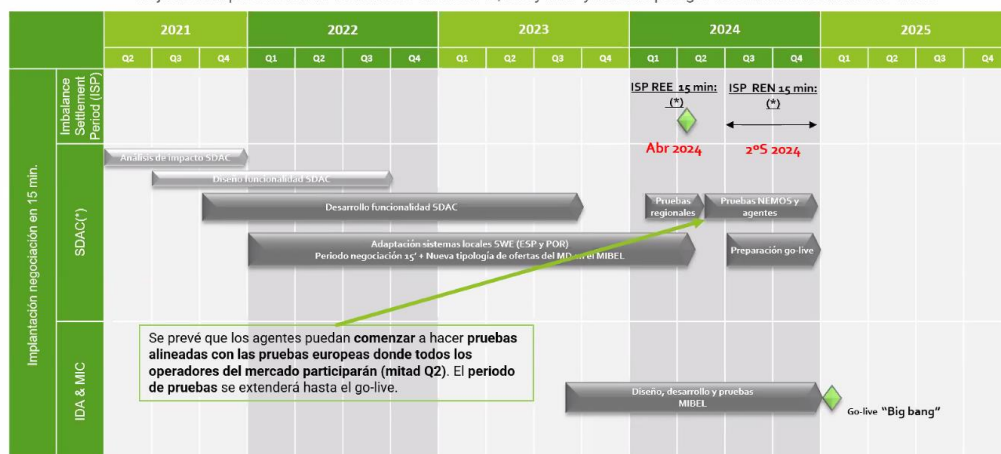 2021
2022
2023
2024
2025
Q2
Q3
Q4
Q1
Q2
Q3
Q4
Q1
Q2
Q3
Q4
Q1
Q2
Q3
Q4
Q1
Q2
Q3
Q4
Implantación negociación en 15 min.
Imbalance
Settlement
Period (ISP)
ISP REE 15 min:
(*)
Abr 2024
ISP REN 15 min:
(*)
2ºS 2024
SDAC(*)
Análisis de impacto SDAC
Diseño funcionalidad SDAC
Desarrollo funcionalidad SDAC
Pruebas
regionales
Pruebas NEMOS y
agentes
Adaptación sistemas locales SWE (ESP y POR)
Periodo negociación 15' + Nueva tipología de ofertas del MD en el MIBEL
Preparación go-live
Se prevé que los agentes puedan comenzar a hacer pruebas
alineadas con las pruebas europeas donde todos los
operadores del mercado participarán (mitad Q2). El periodo
de pruebas se extenderá hasta el go-live.
IDA & MIC
Diseño, desarrollo y pruebas
MIBEL
Go-live "Big bang"